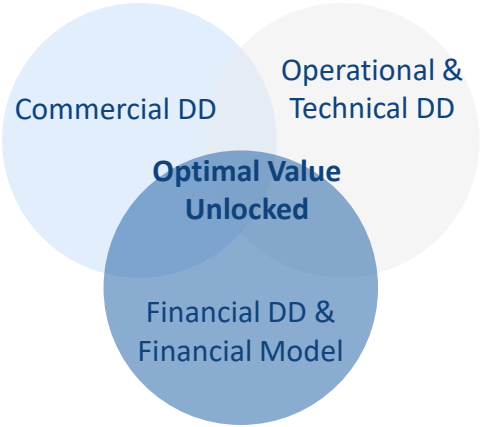 Commercial DD
Operational &
Technical DD
Optimal Value
Unlocked
Financial DD &
Financial Model